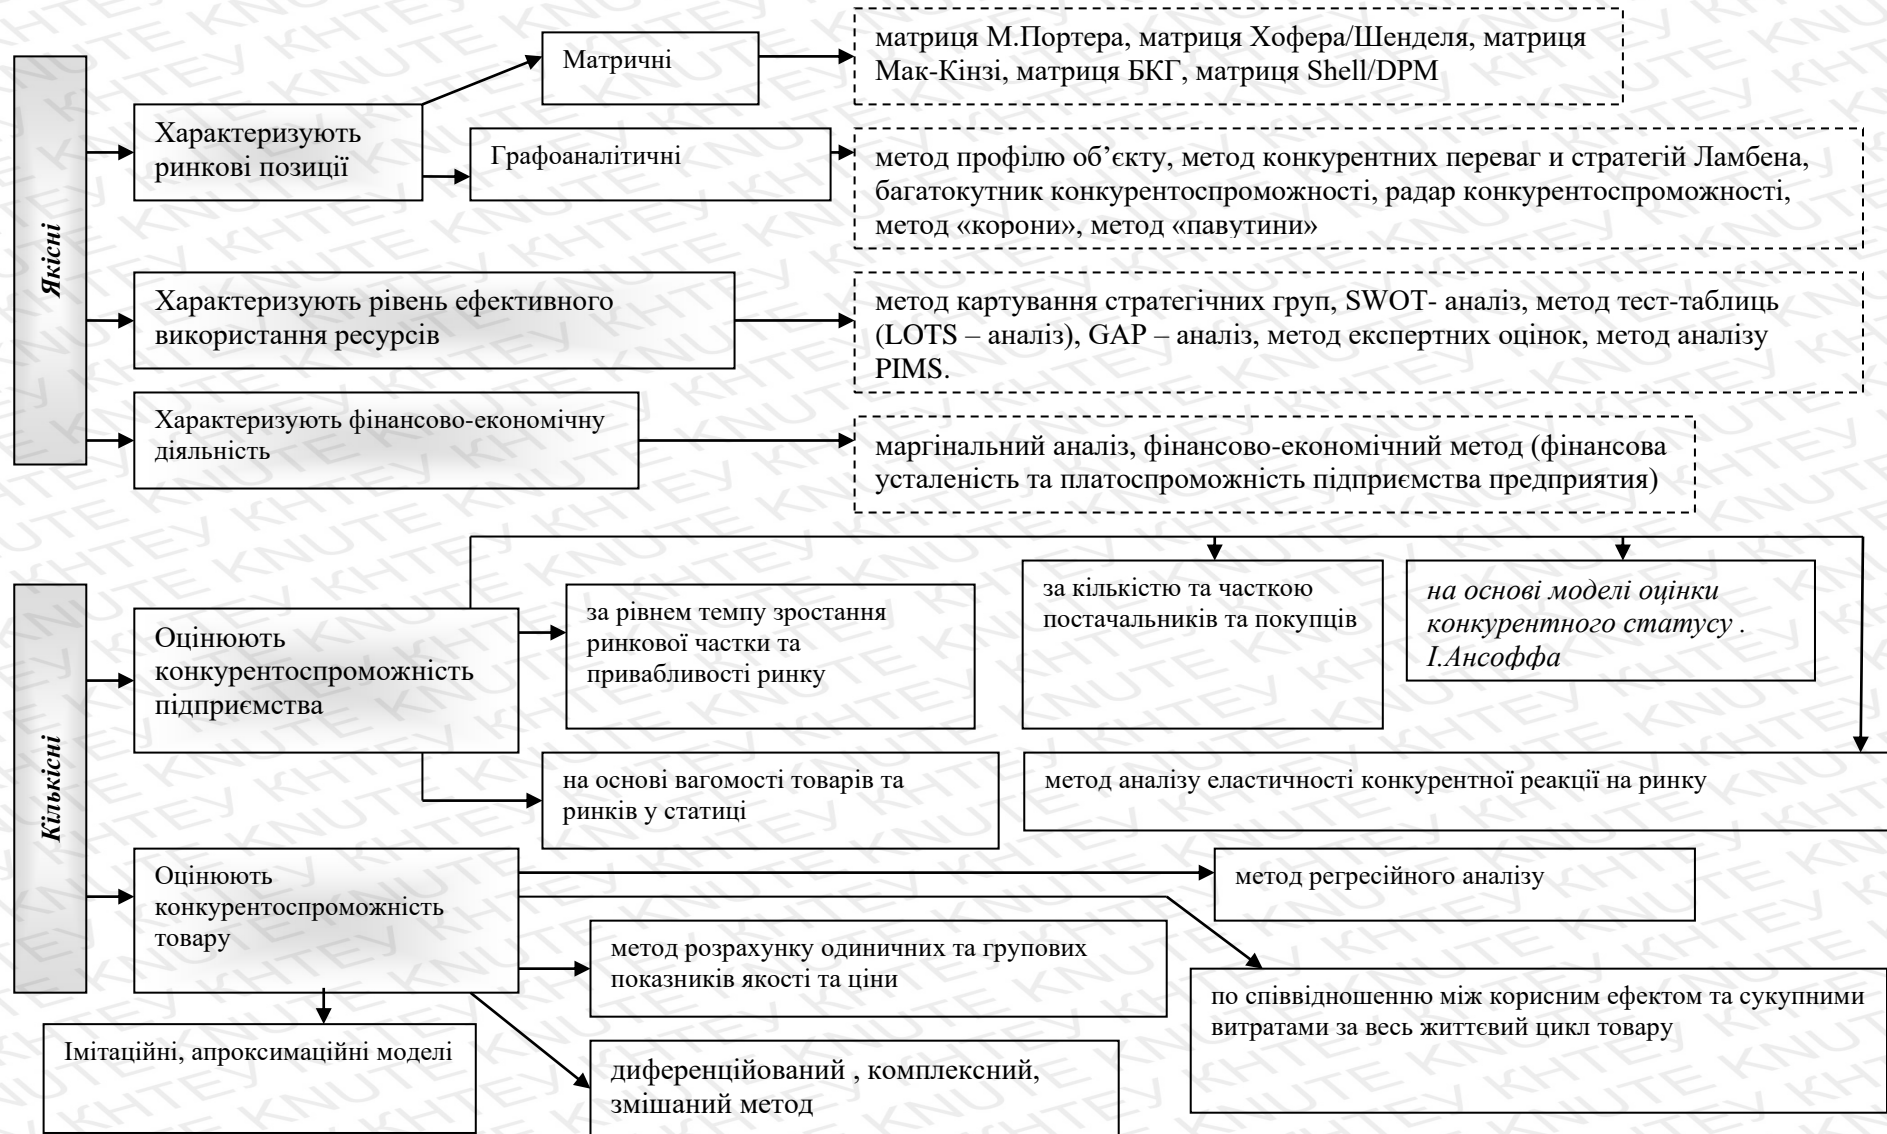 Якісні
Характеризують
ринкові позиції
Матричні
матриця М.Портера, матриця Хофера/Шенделя, матриця
Мак-Кінзі, матриця БКГ, матриця Shell/DPM
Графоаналітичні
метод профілю об’єкту, метод конкурентних переваг и стратегій Ламбена,
багатокутник конкурентоспроможності, радар конкурентоспроможності,
метод «корони», метод «павутини»
Характеризують рівень ефективного
використання ресурсів
метод картування стратегічних груп, SWOT- аналіз, метод тест-таблиць
(LOTS – аналіз), GAP – аналіз, метод експертних оцінок, метод аналізу
PIMS.
Характеризують фінансово-економічну
діяльність
маргінальний аналіз, фінансово-економічний метод (фінансова
усталеність та платоспроможність підприємства предприятия)
Кількісні
Оцінюють
конкурентоспроможність
підприємства
за рівнем темпу зростання
ринкової частки та
привабливості ринку
за кількістю та часткою
постачальників та покупців
на основі моделі оцінки
конкурентного статусу .
І.Ансоффа
на основі вагомості товарів та
ринків у статиці
метод аналізу еластичності конкурентної реакції на ринку
Оцінюють
конкурентоспроможність
товару
метод регресійного аналізу
метод розрахунку одиничних та групових
показників якості та ціни
по співвідношенню між корисним ефектом та сукупними
витратами за весь життєвий цикл товару
Імітаційні, апроксимаційні моделі
диференційований , комплексний,
змішаний метод